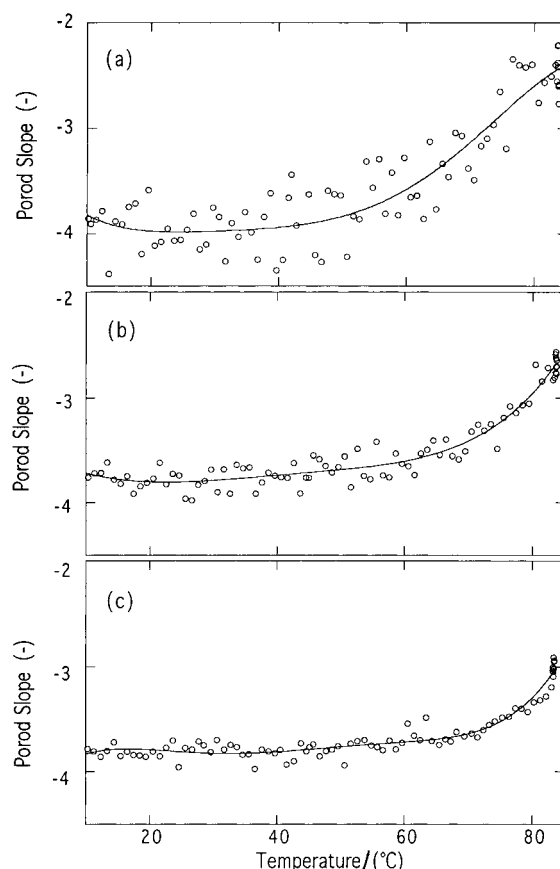 -2
(a)
-3
Porod Slope (-)
-4
-2
(b)
-3
Porod Slope (-)
-4
-2
(c)
-3
Porod Slope (-)
-4
20
40
60
80
Temperature/(°C)